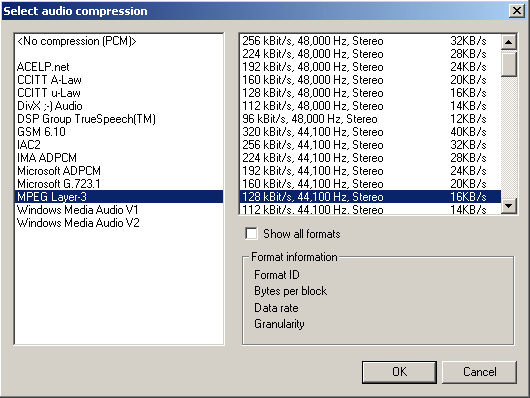 Select audio compression
<No compression (PCM)>
ACELP.net
CCITT A-Law
CCITT u-Law
DivX ;-) Audio
DSP Group TrueSpeech(TM)
GSM 6.10
IAC2
IMA ADPCM
Microsoft ADPCM
Microsoft G.723.1
MPEG Layer-3
Windows Media Audio V1
Windows Media Audio V2
256 kBit/s, 48,000 Hz, Stereo 32KB/s
224 kBit/s, 48,000 Hz, Stereo 28KB/s
192 kBit/s, 48,000 Hz, Stereo 24KB/s
160 kBit/s, 48,000 Hz, Stereo 20KB/s
128 kBit/s, 48,000 Hz, Stereo 16KB/s
112 kBit/s, 48,000 Hz, Stereo 14KB/s
96 kBit/s, 48,000 Hz, Stereo 12KB/s
320 kBit/s, 44,100 Hz, Stereo 40KB/s
256 kBit/s, 44,100 Hz, Stereo 32KB/s
224 kBit/s, 44,100 Hz, Stereo 28KB/s
192 kBit/s, 44,100 Hz, Stereo 24KB/s
160 kBit/s, 44,100 Hz, Stereo 20KB/s
128 kBit/s, 44,100 Hz, Stereo 16KB/s
112 kBit/s, 44,100 Hz, Stereo 14KB/s
Show all formats
Format information
Format ID
Bytes per block
Data rate
Granularity
OK
Cancel